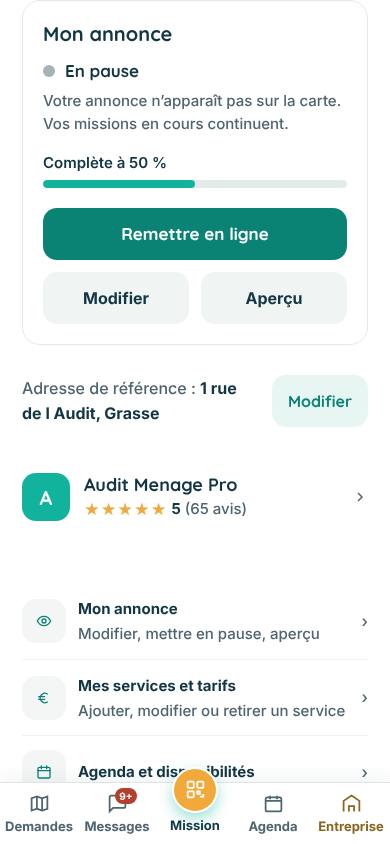 Mon annonce
En pause
Votre annonce n’apparaît pas sur la carte.
Vos missions en cours continuent.
Complète à 50 %
Remettre en ligne
Modifier
Aperçu
Adresse de référence : 1 rue
de l Audit, Grasse
Modifier
A
Audit Menage Pro
★★★★★ 5 (65 avis)
Mon annonce
Modifier, mettre en pause, aperçu
€
Mes services et tarifs
Ajouter, modifier ou retirer un service
Agenda et
9+
Demandes
Messages
Mission
Agenda
Entreprise